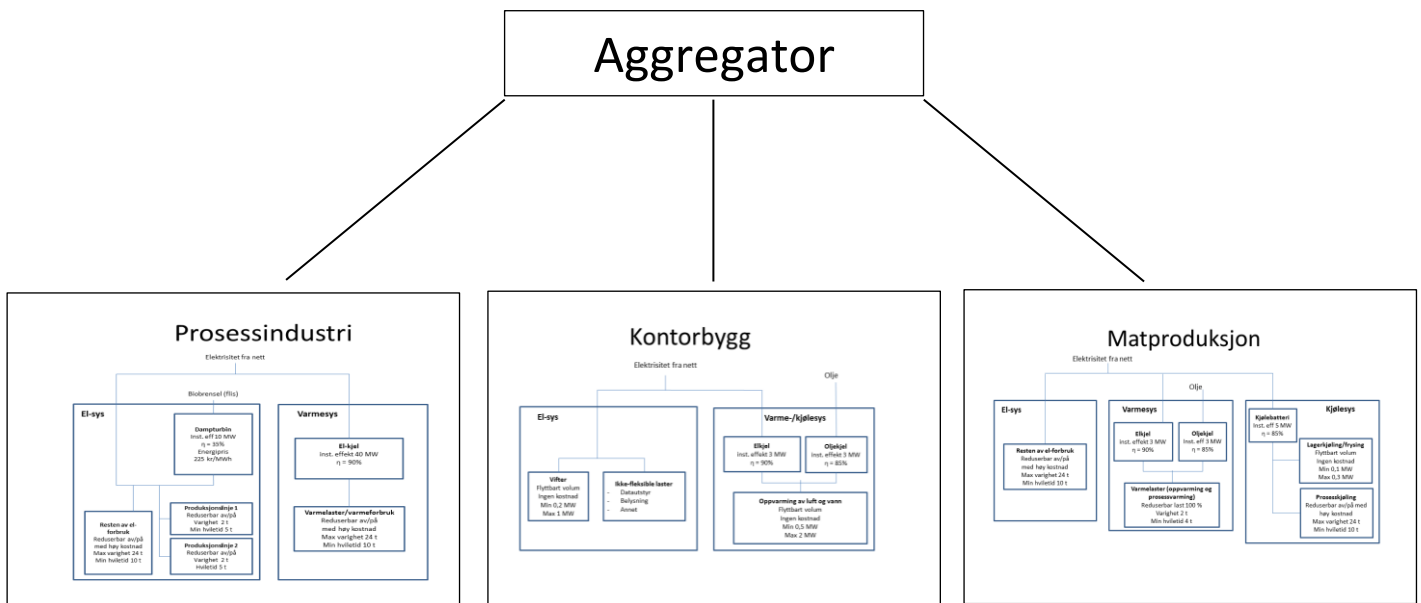 Aggregator
Prosessindustri
Elektrisitet fra nett
Biobrensel (flis)
El-sys
Dampturbin
Inst. eff 10 MW
η = 35%
Energipris
225 kr/MWh
Resten av el-
forbruk
Reduserbar av/på
med høy kostnad
Max varighet 24 t
Min hviletid 10 t
Produksjonslinje 1
Reduserbar av/på
Varighet 2 t
Min hviletid 5 t
Produksjonslinje 2
Reduserbar av/på
Varighet 2 t
Hviletid 5 t
Varmesys
El-kjel
Inst. effekt 40 MW
η = 90%
Varmelaster/varmeforbruk
Reduserbar av/på
med høy kostnad
Max varighet 24 t
Min hviletid 10 t
Kontorbygg
Elektrisitet fra nett
Olje
El-sys
Vifter
Flyttbart volum
Ingen kostnad
Min 0,2 MW
Max 1 MW
Ikke-fleksible laster
- Datautstyr
- Belysning
- Annet
Varme-/kjølesys
Elkjel
Inst. effekt 3 MW
η = 90%
Oljekjel
Inst. effekt 3 MW
η = 85%
Oppvarming av luft og vann
Flyttbart volum
Ingen kostnad
Min 0,5 MW
Max 2 MW
Matproduksjon
Elektrisitet fra nett
Olje
El-sys
Resten av el-forbruk
Reduserbar av/på
med høy kostnad
Max varighet 24 t
Min hviletid 10 t
Varmesys
Elkjel
Inst. effekt 3 MW
η = 90%
Oljekjel
Inst. eff 3 MW
η = 85%
Varmelaster (oppvarming og
prosessvarming)
Reduserbar last 100 %
Varighet 2 t
Min hviletid 4 t
Kjølesys
Kjølebatteri
Inst. eff 5 MW
η = 85%
Lagerkjøling/frysing
Flyttbart volum
Ingen kostnad
Min 0,1 MW
Max 0,3 MW
Prosesskjøling
Reduserbar av/på med
høy kostnad
Max varighet 24 t
Min hviletid 10 t